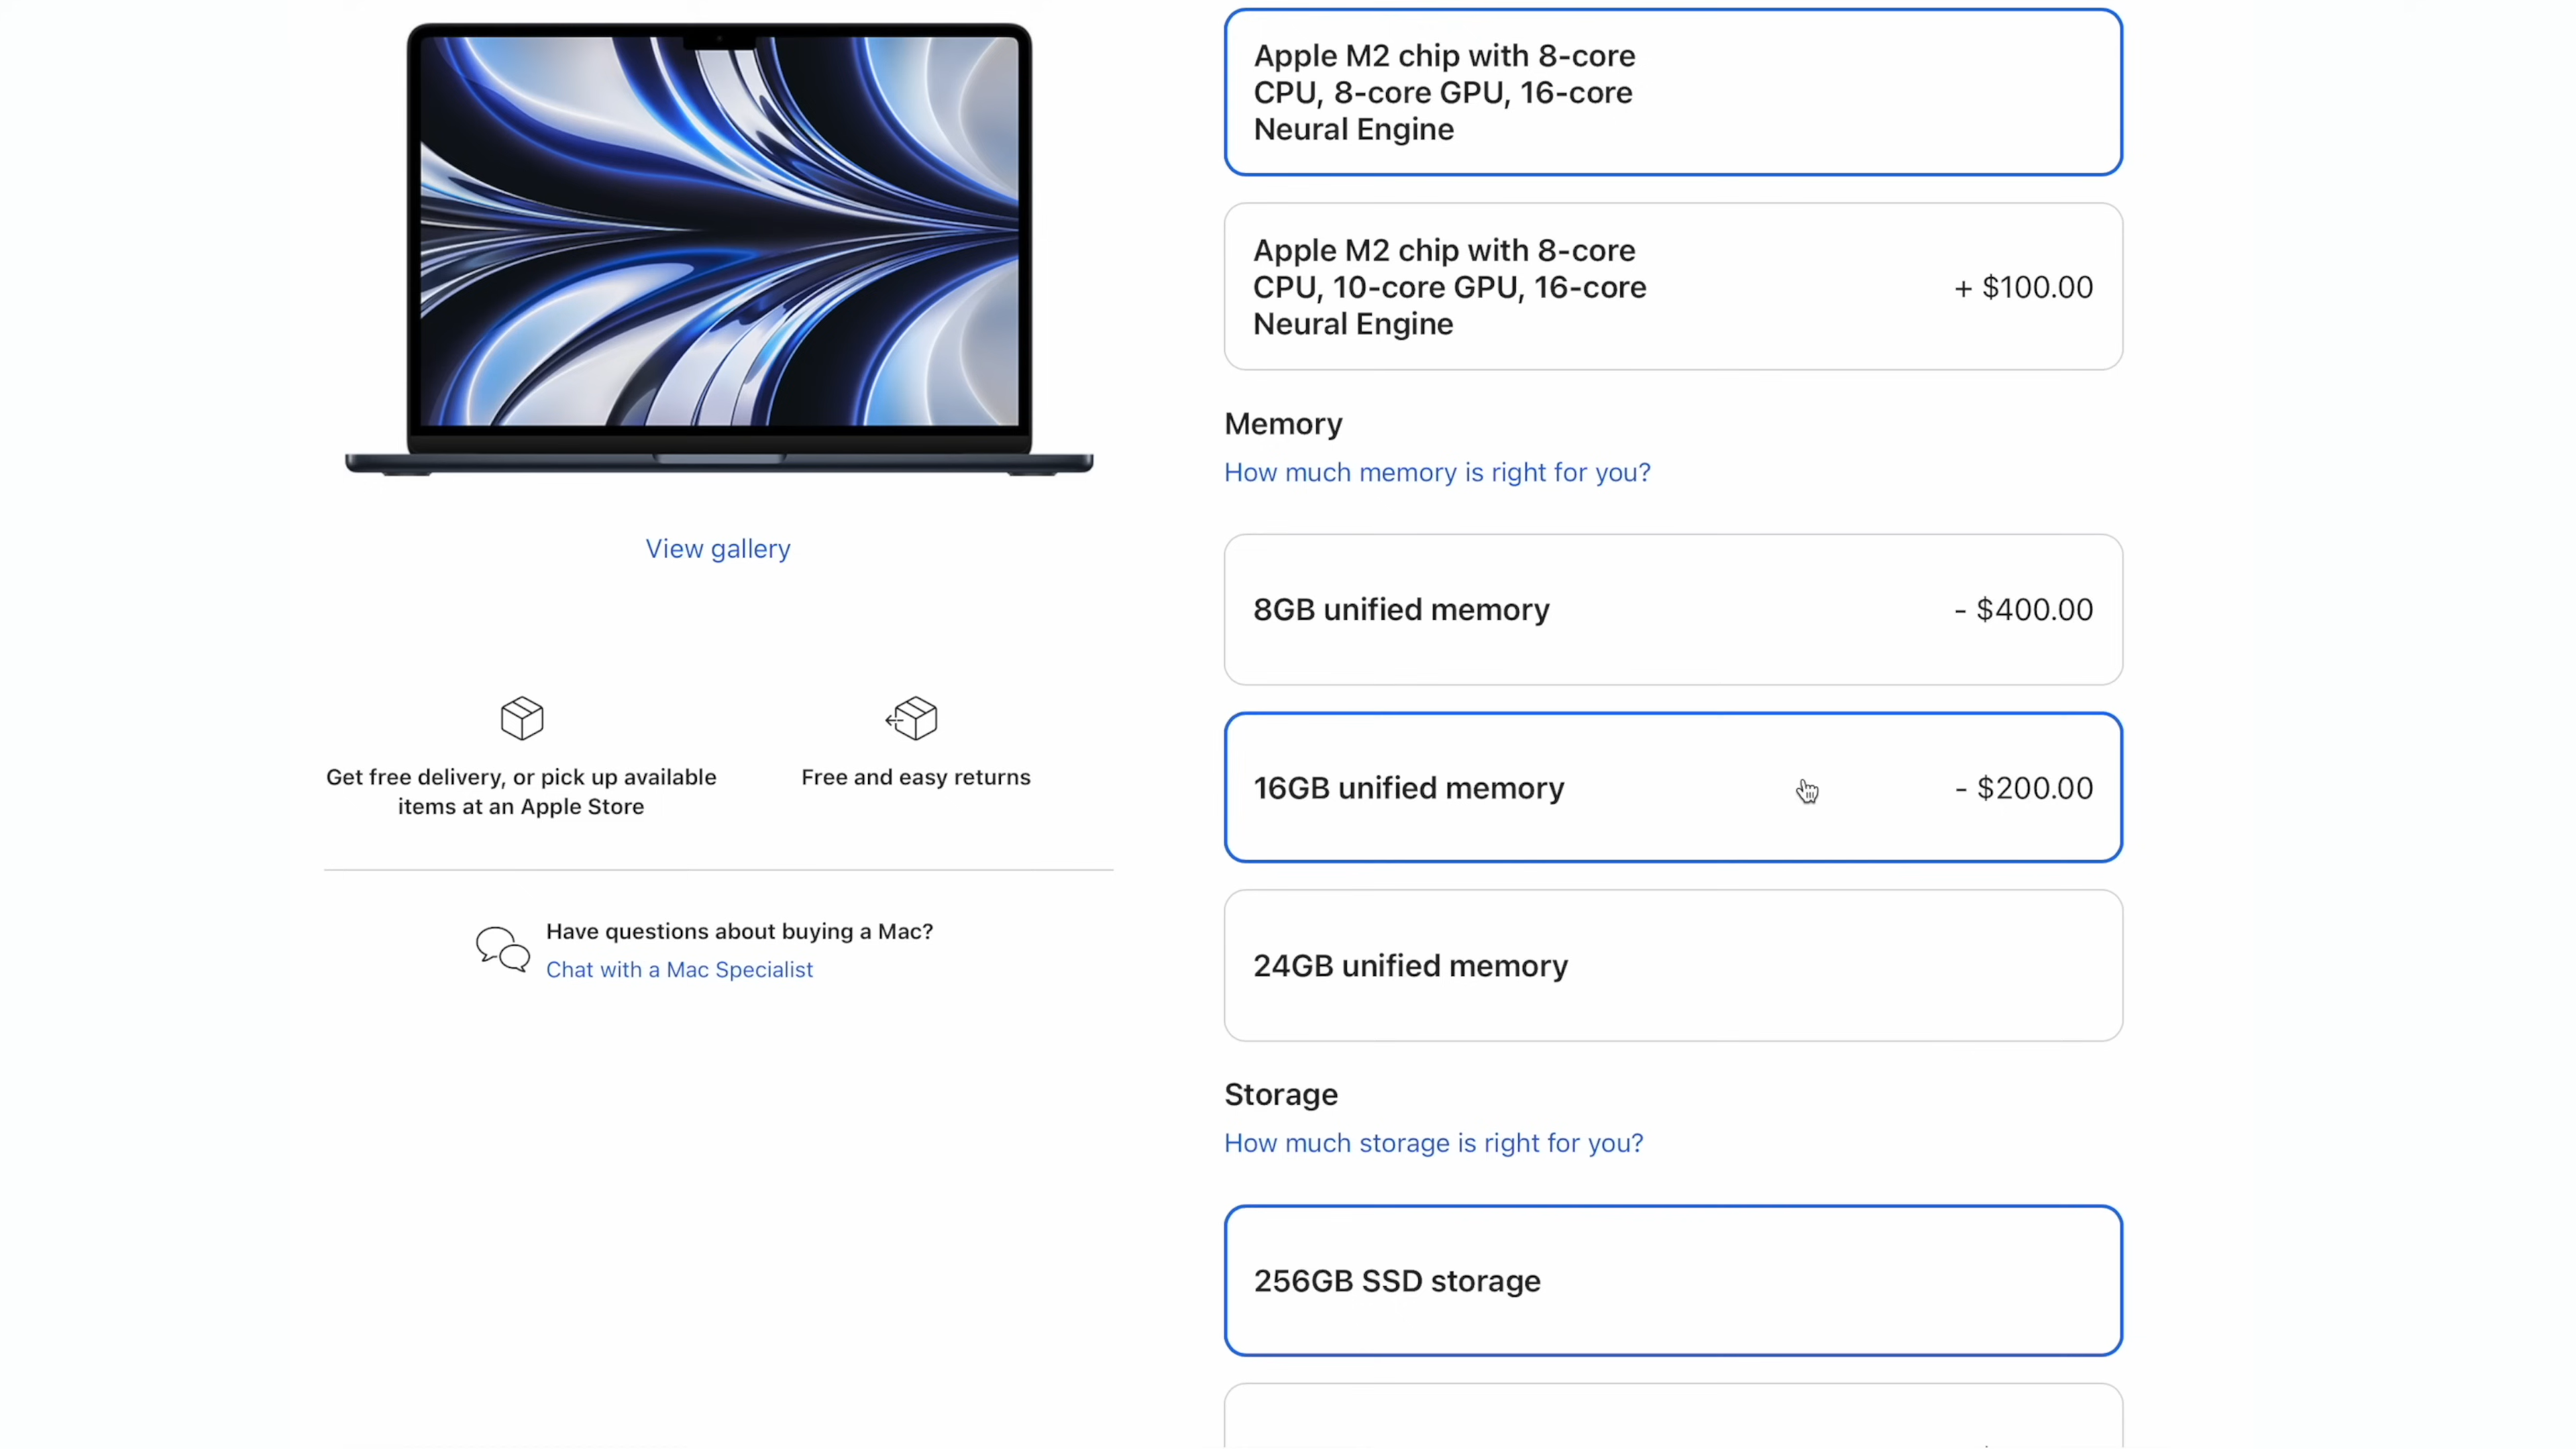 Apple M2 chip with 8-core
CPU, 8-core GPU, 16-core
Neural Engine
Apple M2 chip with 8-core
CPU, 10-core GPU, 16-core
Neural Engine
+ $100.00
Memory
How much memory is right for you?
8GB unified memory
- $400.00
16GB unified memory
- $200.00
24GB unified memory
Storage
How much storage is right for you?
256GB SSD storage
View gallery
Get free delivery, or pick up available
items at an Apple Store
Free and easy returns
Have questions about buying a Mac?
Chat with a Mac Specialist